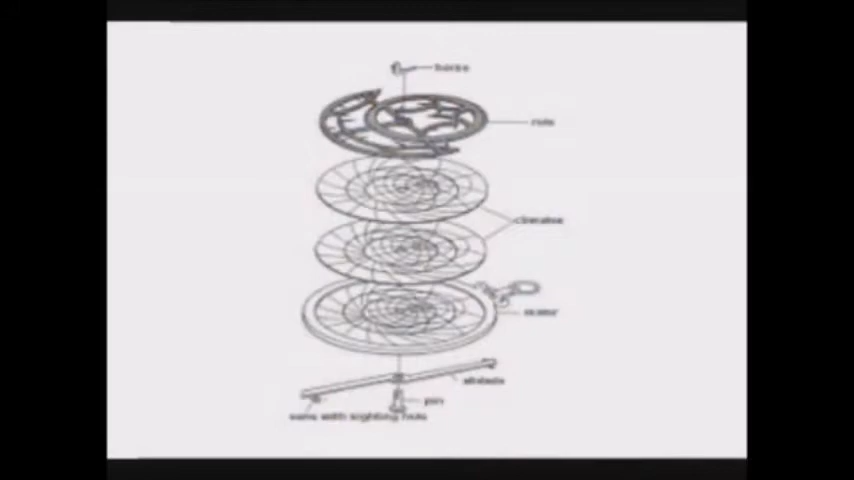 horse
rete
climates
mater
alidade
pin
vane with sighting hole